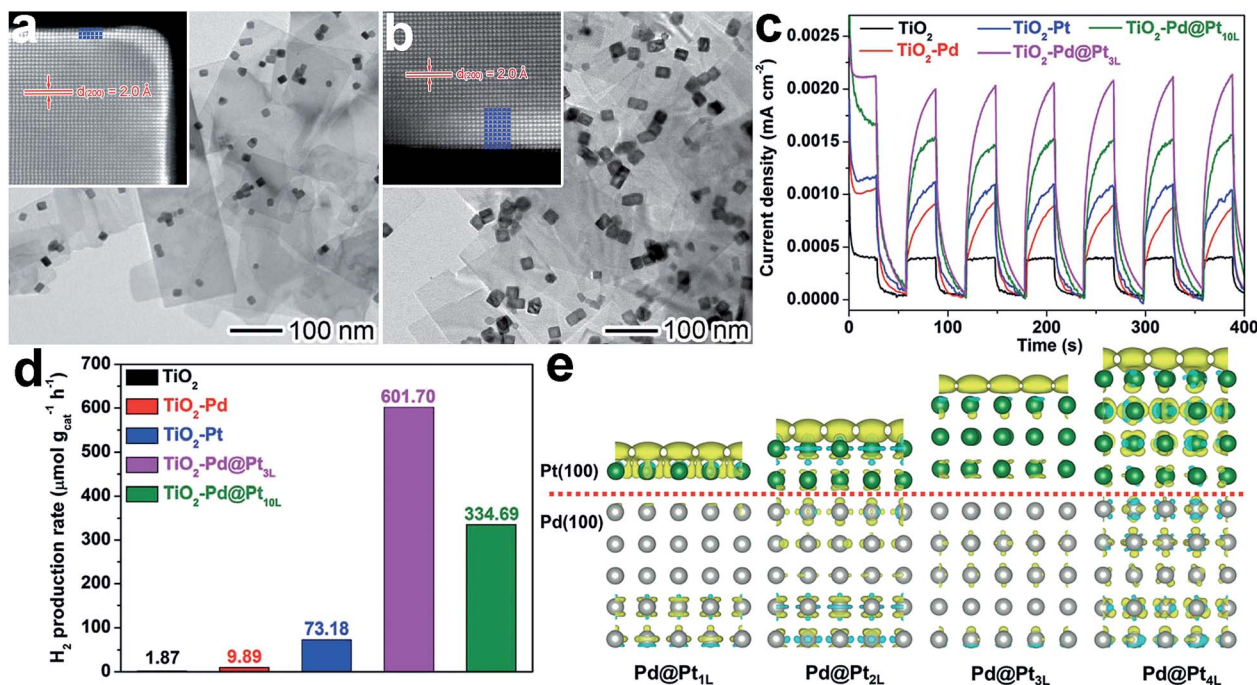 a
d(200) = 2.0 Å
100 nm
b
d(200) = 2.0 Å
100 nm
c
TiO2
TiO2-Pt
TiO2-Pd@Pt10L
TiO2-Pd
TiO2-Pd@Pt3L
Current density (mA cm-2)
0.0025
0.0020
0.0015
0.0010
0.0005
0.0000
0 100 200 300 400
Time (s)
d
H2 production rate (μmol gcat-1 h-1)
700
600
500
400
300
200
100
0
TiO2
TiO2-Pd
TiO2-Pt
TiO2-Pd@Pt3L
TiO2-Pd@Pt10L
1.87
9.89
73.18
601.70
334.69
e
Pt(100)
Pd(100)
Pd@Pt1L Pd@Pt2L Pd@Pt3L Pd@Pt4L